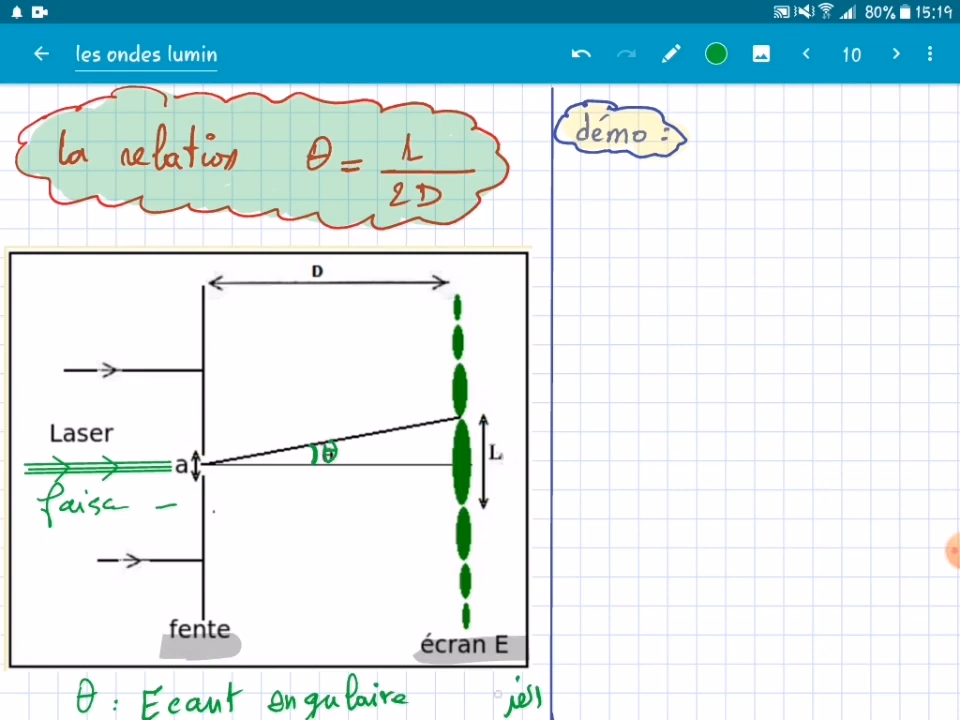 80% 15:19
les ondes lumin
10
la relation θ = L / 2D
démo :
D
Laser
θ
a
L
faisc
fente
écran E
θ : Ecart angulaire